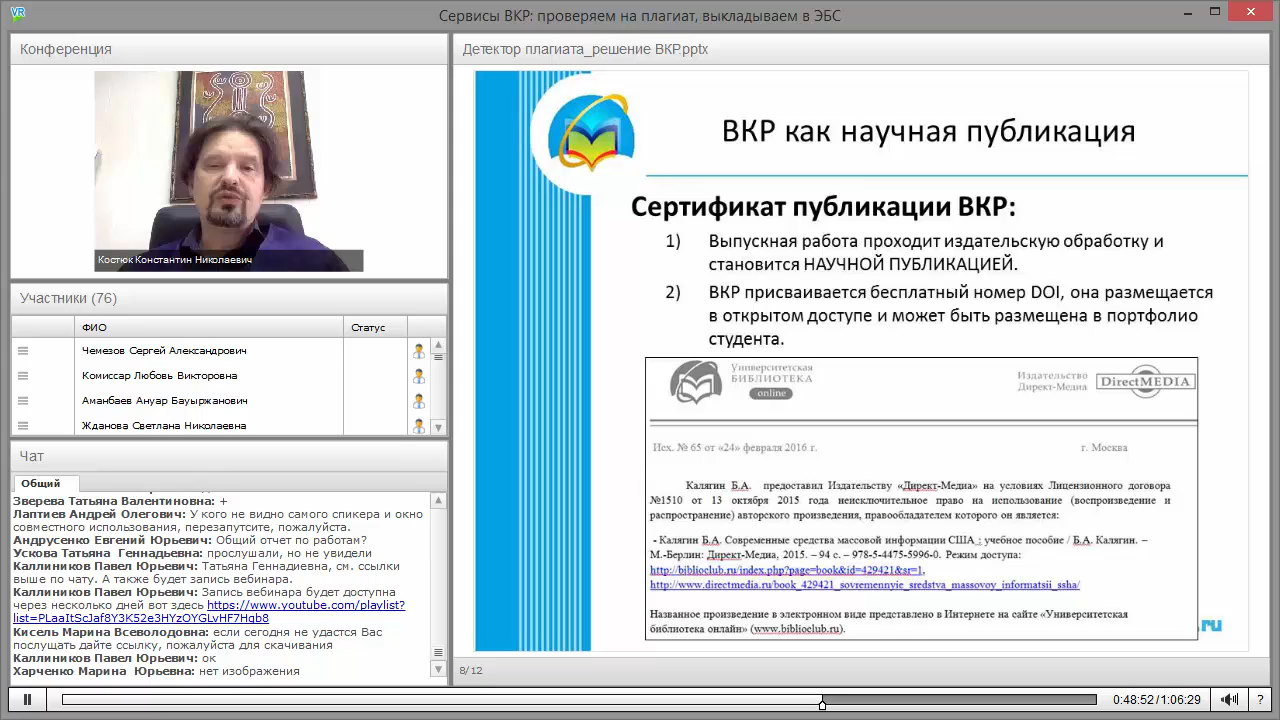 VR
Сервисы ВКР: проверяем на плагиат, выкладываем в ЭБС
Конференция
Костюк Константин Николаевич
Участники (76)
ФИО
Статус
Чемезов Сергей Александрович
Комиссар Любовь Викторовна
Аманбаев Ануар Бауыржанович
Жданова Светлана Николаевна
Чат
Общий
Зверева Татьяна Валентиновна: +
Лаптиев Андрей Олегович: У кого не видно самого спикера и окно
совместного использования, перезапутсите, пожалуйста.
Андрусенко Евгений Юрьевич: Общий отчет по работам?
Ускова Татьяна Геннадьевна: прослушали, но не увидели
Каллиников Павел Юрьевич: Татьяна Геннадиевна, см. ссылки
выше по чату. А также будет запись вебинара.
Каллиников Павел Юрьевич: Запись вебинара будет доступна
через несколько дней вот здесь https://www.youtube.com/playlist?
list=PLaaItScJaf8Y3K52e3HYzOYGLvHF7Hqb8
Кисель Марина Всеволодовна: если сегодня не удастся Вас
послущать дайте ссылку, пожалуйста для скачивания
Каллиников Павел Юрьевич: ок
Харченко Марина Юрьевна: нет изображения
Детектор плагиата_решение ВКР.pptx
ВКР как научная публикация
Сертификат публикации ВКР:
1) Выпускная работа проходит издательскую обработку и
становится НАУЧНОЙ ПУБЛИКАЦИЕЙ.
2) ВКР присваивается бесплатный номер DOI, она размещается
в открытом доступе и может быть размещена в портфолио
студента.
Университетская
БИБЛИОТЕКА
online
Издательство
Директ-Медиа
DirectMEDIA
Исх. № 65 от «24» февраля 2016 г.
г. Москва
Калягин Б.А. предоставил Издательству «Директ-Медиа» на условиях Лицензионного договора
№1510 от 13 октября 2015 года неисключительное право на использование (воспроизведение и
распространение) авторского произведения, правообладателем которого он является:
- Калягин Б.А. Современные средства массовой информации США : учебное пособие / Б.А. Калягин. –
М.-Берлин: Директ-Медиа, 2015. – 94 с. – 978-5-4475-5996-0. Режим доступа:
http://biblioclub.ru/index.php?page=book&id=429421&sr=1,
http://www.directmedia.ru/book_429421_sovremennyie_sredstva_massovoy_informatsii_ssha/
Названное произведение в электронном виде представлено в Интернете на сайте «Университетская
библиотека онлайн» (www.biblioclub.ru).
.ru
8/12
0:48:52/1:06:29
?